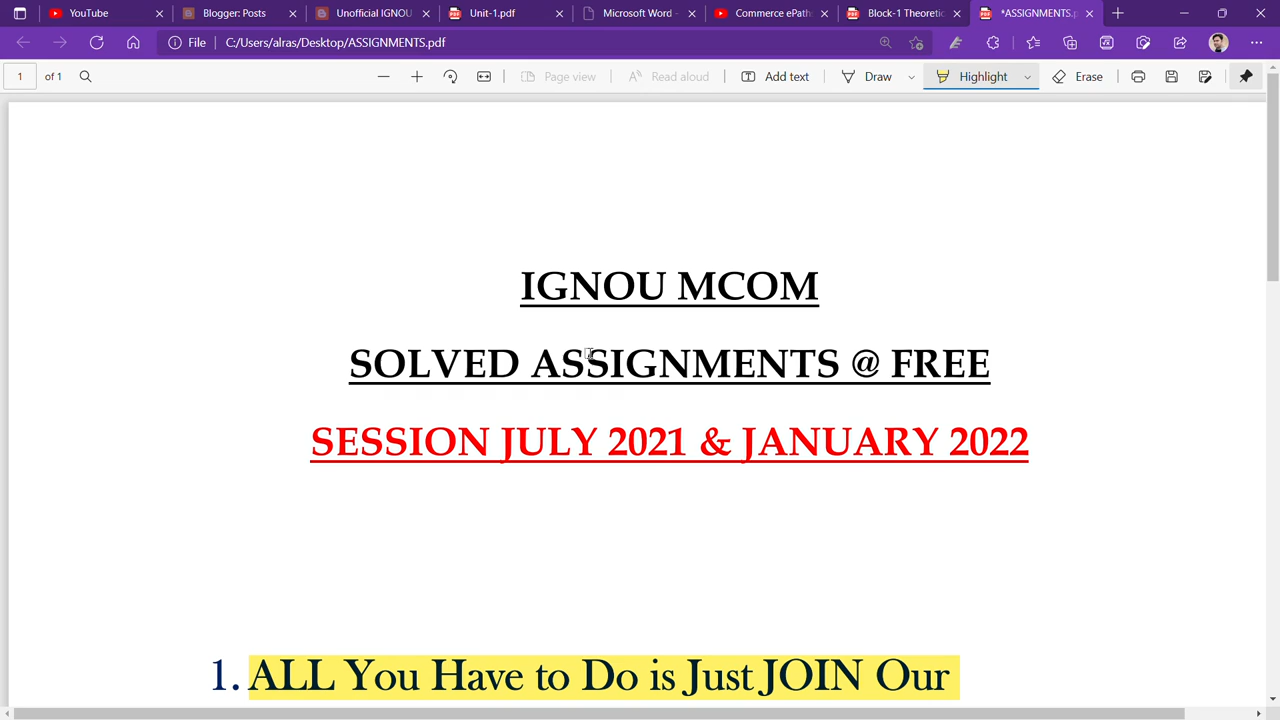 YouTube
Blogger: Posts
Unofficial IGNOU
Unit-1.pdf
Microsoft Word -
Commerce ePath
Block-1 Theoretic
*ASSIGNMENTS.p
File
C:/Users/alras/Desktop/ASSIGNMENTS.pdf
1 of 1
Page view
Read aloud
Add text
Draw
Highlight
Erase
IGNOU MCOM
SOLVED ASSIGNMENTS @ FREE
SESSION JULY 2021 & JANUARY 2022
1. ALL You Have to Do is Just JOIN Our